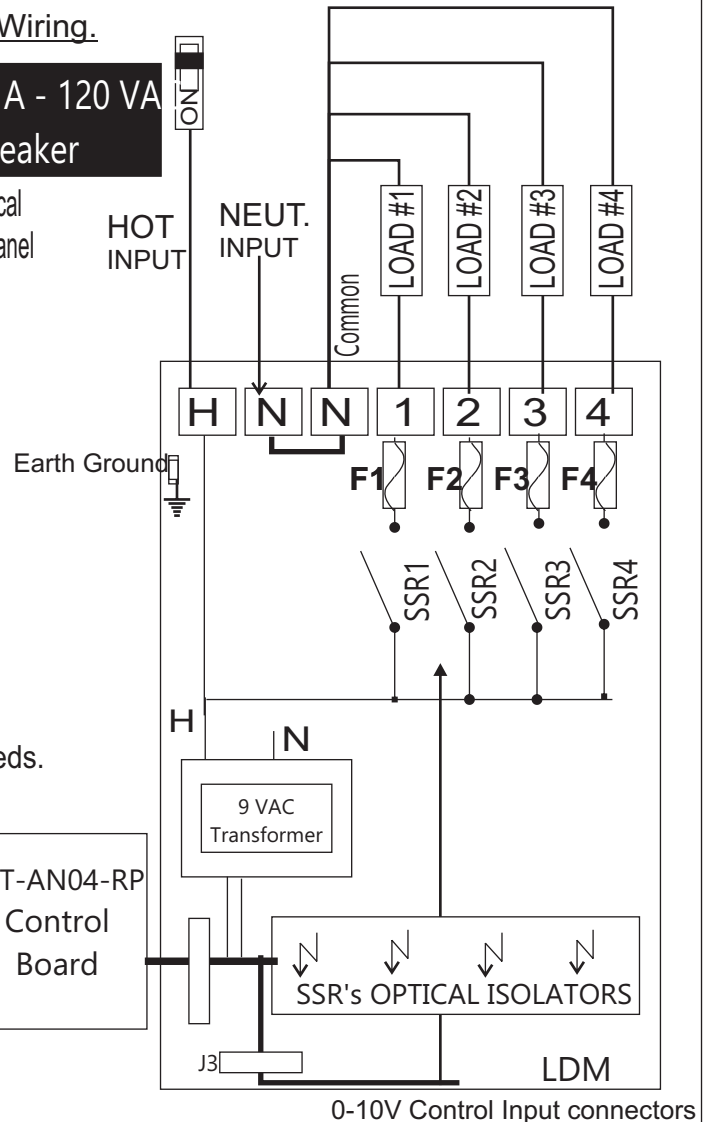 Wiring.
A - 120 VA
eaker
cal
anel
ON
HOT
INPUT
NEUT.
INPUT
Common
LOAD #1
LOAD #2
LOAD #3
LOAD #4
H
N
N
1
2
3
4
Earth Ground
F1
F2
F3
F4
SSR1
SSR2
SSR3
SSR4
H
N
eds.
9 VAC
Transformer
T-AN04-RP
Control
Board
SSR's OPTICAL ISOLATORS
J3
LDM
0-10V Control Input connectors